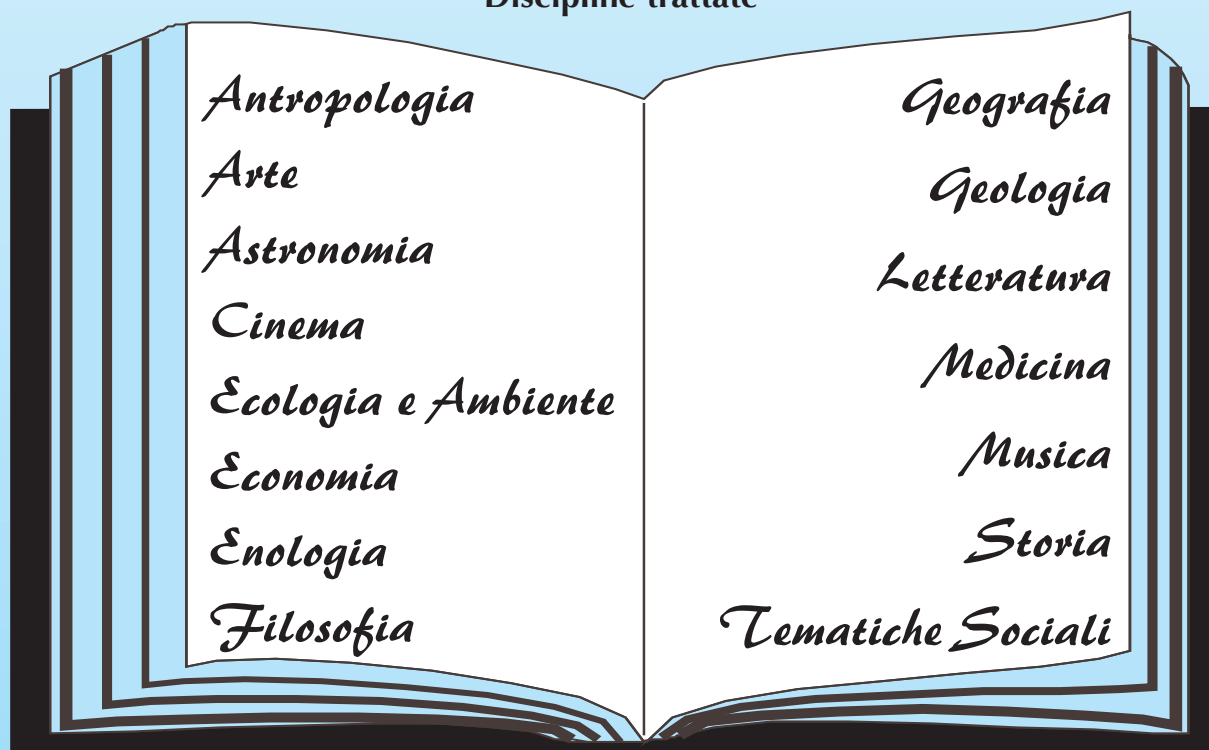 Discipline trattate
Antropologia
Arte
Astronomia
Cinema
Ecologia e Ambiente
Economia
Enologia
Filosofia
Geografia
Geologia
Letteratura
Medicina
Musica
Storia
Tematiche Sociali